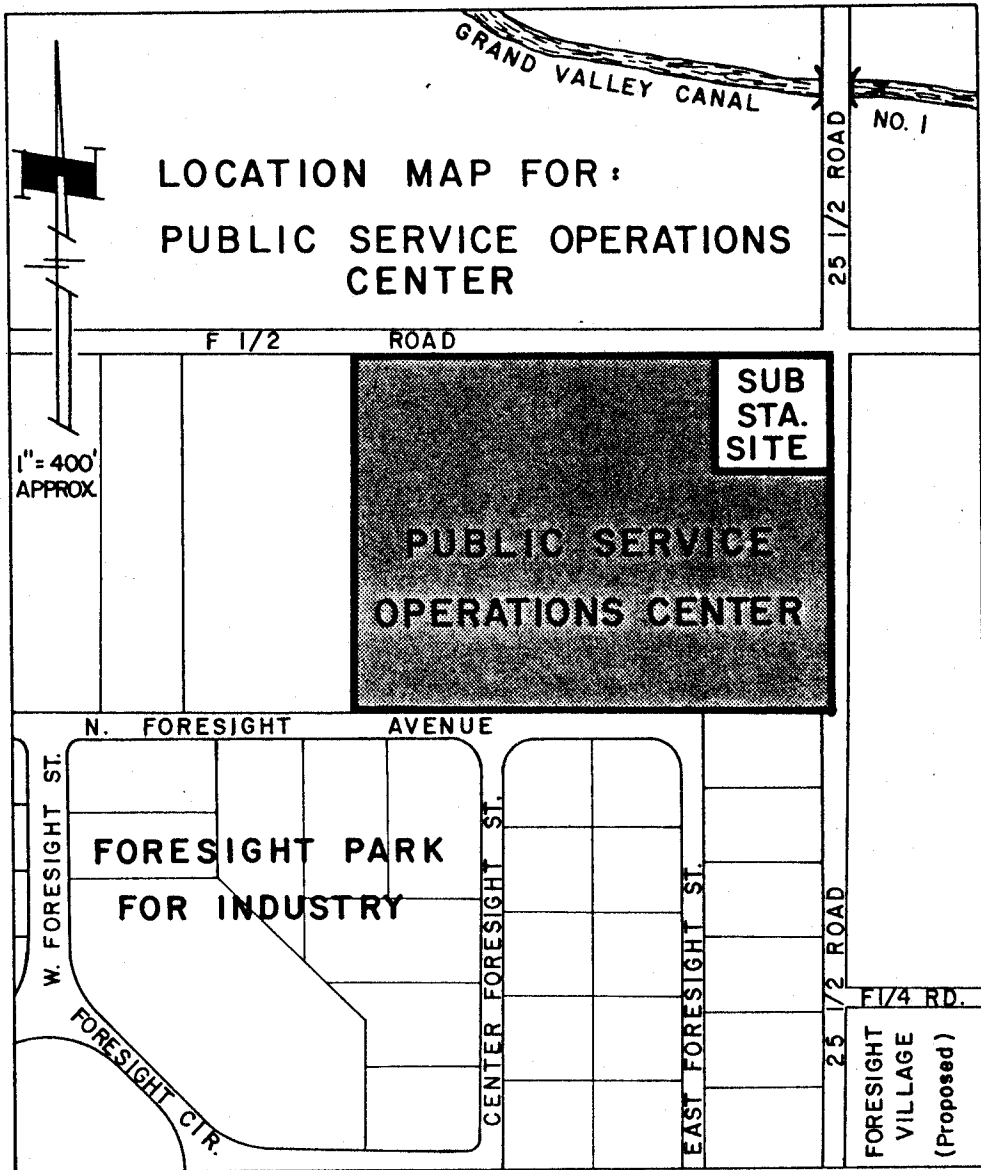 GRAND VALLEY CANAL
NO. 1
25 1/2 ROAD
LOCATION MAP FOR:
PUBLIC SERVICE OPERATIONS
CENTER
F 1/2 ROAD
SUB
STA.
SITE
1"=400'
APPROX.
PUBLIC SERVICE
OPERATIONS CENTER
N. FORESIGHT AVENUE
W. FORESIGHT ST.
FORESIGHT PARK
FOR INDUSTRY
CENTER FORESIGHT ST.
EAST FORESIGHT ST.
25 1/2 ROAD
F 1/4 RD.
FORESIGHT CIR.
FORESIGHT
VILLAGE
(Proposed)